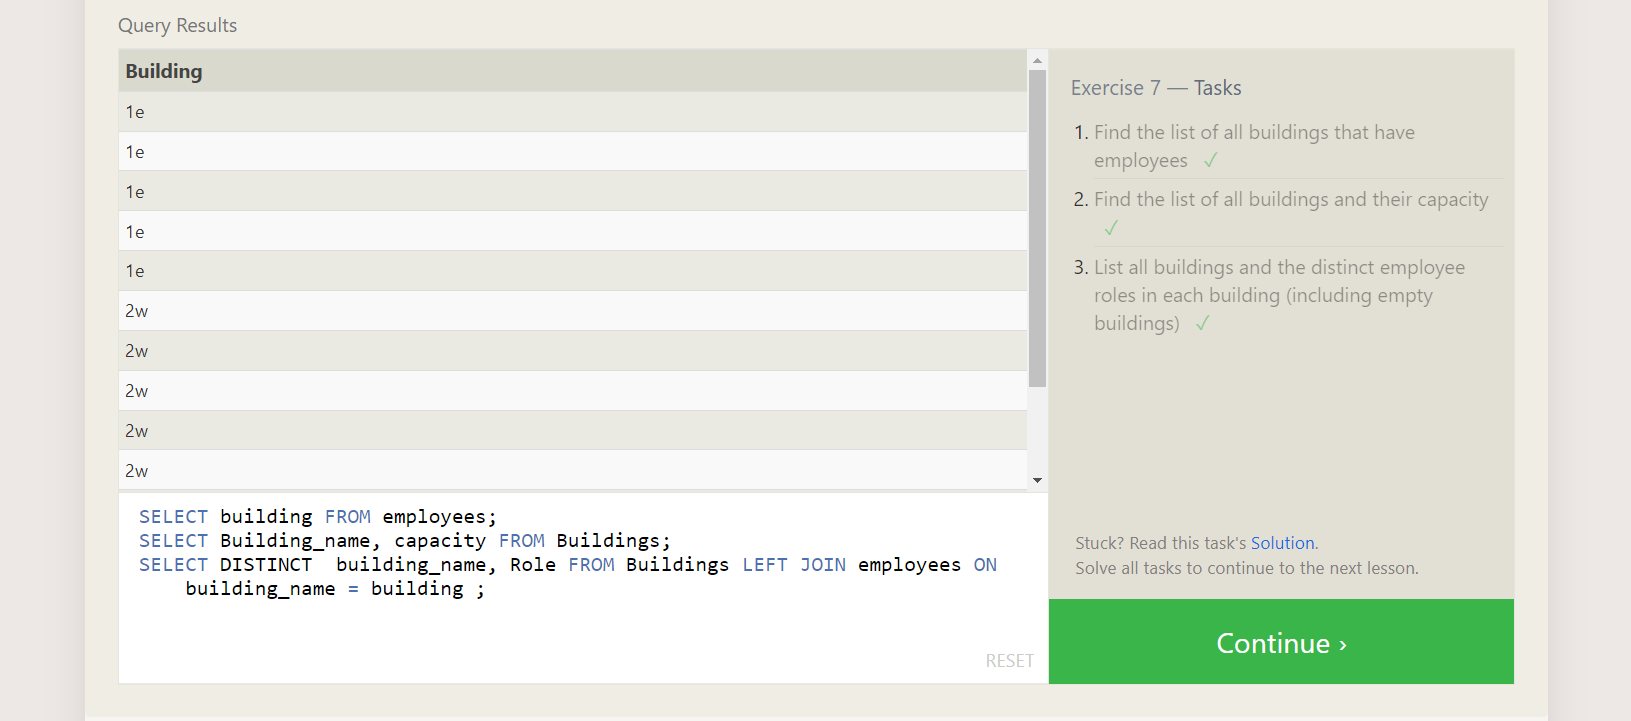 Query Results
Building
1e
1e
1e
1e
1e
2w
2w
2w
2w
2w
SELECT building FROM employees;
SELECT Building_name, capacity FROM Buildings;
SELECT DISTINCT  building_name, Role FROM Buildings LEFT JOIN employees ON
building_name = building ;
RESET
Exercise 7 — Tasks
1. Find the list of all buildings that have
employees ✓
2. Find the list of all buildings and their capacity
✓
3. List all buildings and the distinct employee
roles in each building (including empty
buildings) ✓
Stuck? Read this task's Solution.
Solve all tasks to continue to the next lesson.
Continue ›